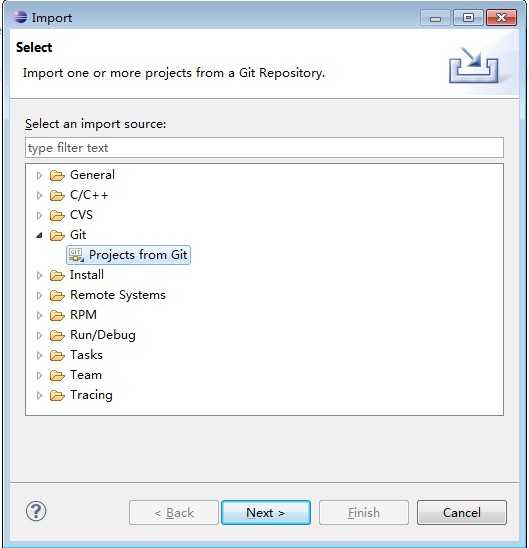 Import
Select
Import one or more projects from a Git Repository.
Select an import source:
type filter text
General
C/C++
CVS
Git
GIT
Projects from Git
Install
Remote Systems
RPM
Run/Debug
Tasks
Team
Tracing
?
< Back
Next >
Finish
Cancel